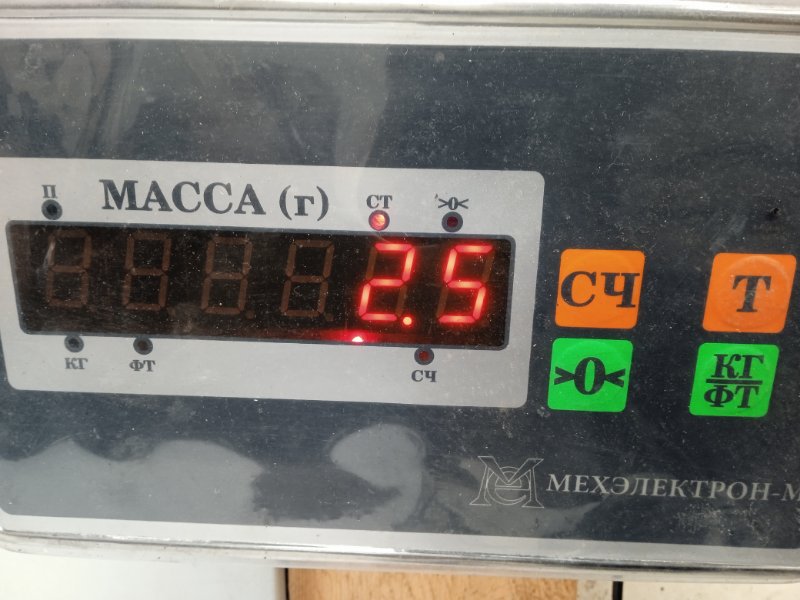 П МАССА (г) СТ >0<
2.5
КГ ФТ СЧ
СЧ Т
>0< КГ/ФТ
МЕХЭЛЕКТРОН-М